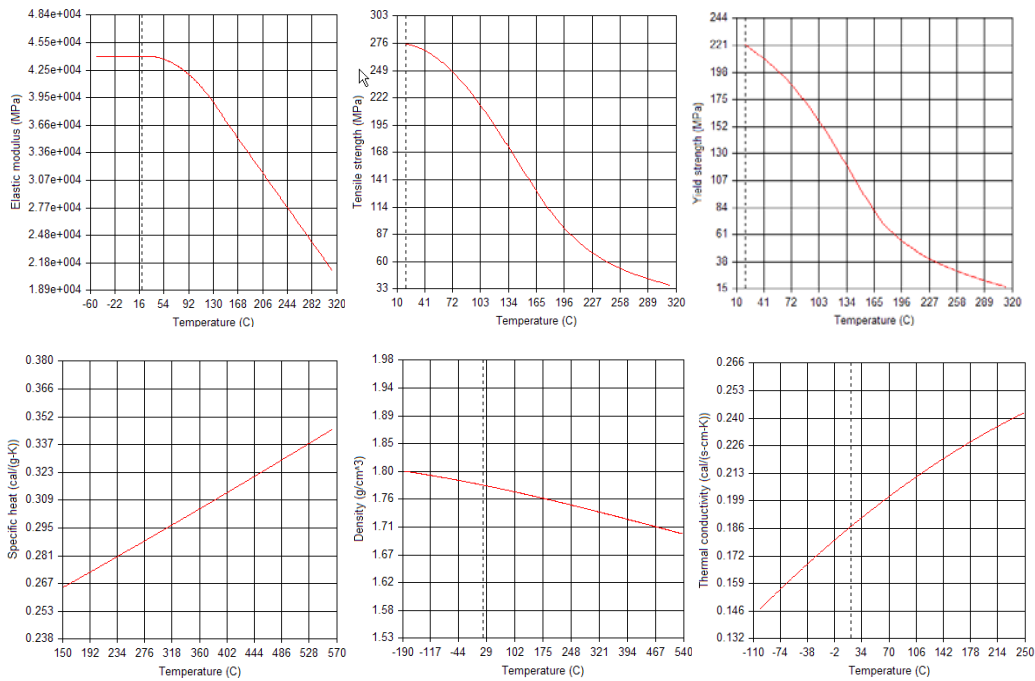 4.84e+004
4.55e+004
4.25e+004
3.95e+004
3.66e+004
3.36e+004
3.07e+004
2.77e+004
2.48e+004
2.18e+004
1.89e+004
Elastic modulus (MPa)
-60 -22 16 54 92 130 168 206 244 282 320
Temperature (C)
303
276
249
222
195
168
141
114
87
60
33
Tensile strength (MPa)
10 41 72 103 134 165 196 227 258 289 320
Temperature (C)
244
221
198
175
152
130
107
84
61
38
15
Yield strength (MPa)
10 41 72 103 134 165 196 227 258 289 320
Temperature (C)
0.380
0.366
0.352
0.337
0.323
0.309
0.295
0.281
0.267
0.253
0.238
Specific heat (cal/(g-K))
150 192 234 276 318 360 402 444 486 528 570
Temperature (C)
1.98
1.94
1.89
1.85
1.80
1.76
1.71
1.67
1.62
1.58
1.53
Density (g/cm^3)
-190 -117 -44 29 102 175 248 321 394 467 540
Temperature (C)
0.266
0.253
0.240
0.226
0.213
0.199
0.186
0.172
0.159
0.146
0.132
Thermal conductivity (cal/(s-cm-K))
-110 -74 -38 -2 34 70 106 142 178 214 250
Temperature (C)